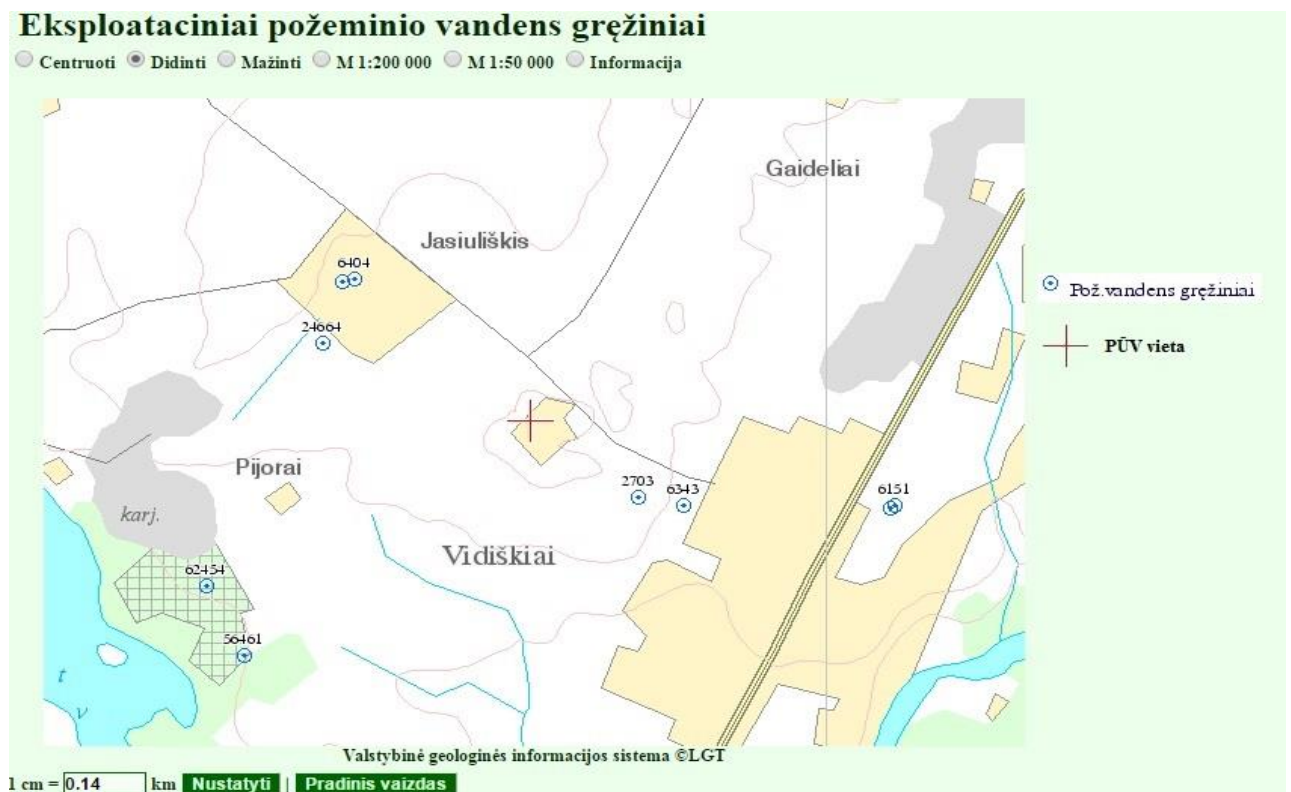 Eksploataciniai požeminio vandens gręžiniai
Centruoti Didinti Mažinti M 1:200 000 M 1:50 000 Informacija
Gaideliai
Jasiuliškis
6404
Pož.vandens gręžiniai
24664
PŪV vieta
Pijorai
2703
6343
6151
karj.
Vidiškiai
62454
56461
t
v
Valstybinė geologinės informacijos sistema ©LGT
1 cm = 0.14 km Nustatyti | Pradinis vaizdas